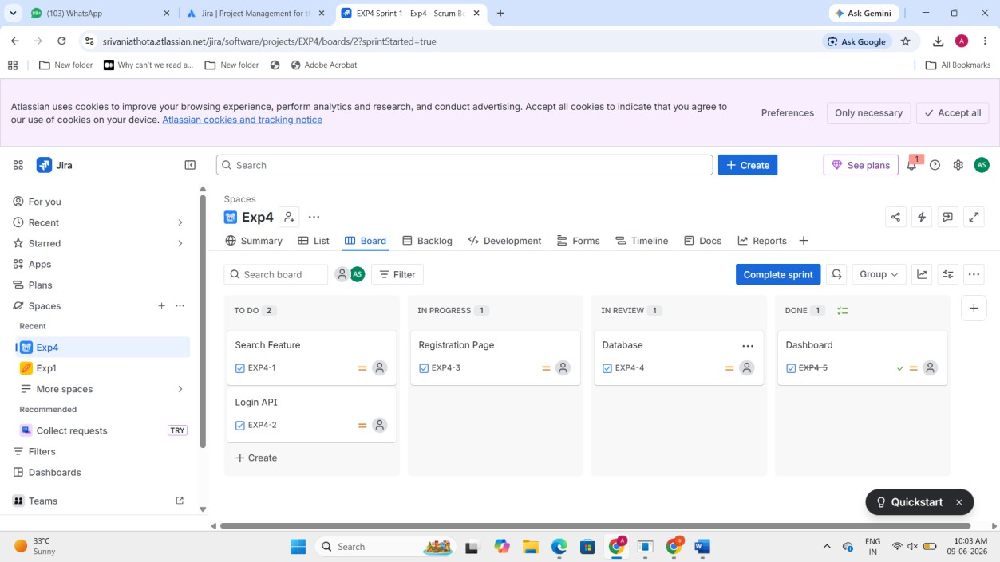 (103) WhatsApp
Jira | Project Management for t
EXP4 Sprint 1 - Exp4 - Scrum Bo
Ask Gemini
srivaniathota.atlassian.net/jira/software/projects/EXP4/boards/2?sprintStarted=true
Ask Google
A
New folder
Why can't we read a...
New folder
Adobe Acrobat
All Bookmarks
Atlassian uses cookies to improve your browsing experience, perform analytics and research, and conduct advertising. Accept all cookies to indicate that you agree to
our use of cookies on your device. Atlassian cookies and tracking notice
Preferences
Only necessary
Accept all
Jira
Search
Create
See plans
1
AS
For you
Recent
Starred
Apps
Plans
Spaces
Recent
Exp4
Exp1
More spaces
Recommended
Collect requests
TRY
Filters
Dashboards
Teams
Spaces
Exp4
Summary
List
Board
Backlog
Development
Forms
Timeline
Docs
Reports
Search board
AS
Filter
Complete sprint
Group
TO DO 2
Search Feature
EXP4-1
Login API
EXP4-2
Create
IN PROGRESS 1
Registration Page
EXP4-3
IN REVIEW 1
Database
EXP4-4
DONE 1
Dashboard
EXP4-5
Quickstart
33°C
Sunny
Search
ENG
IN
10:03 AM
09-06-2026